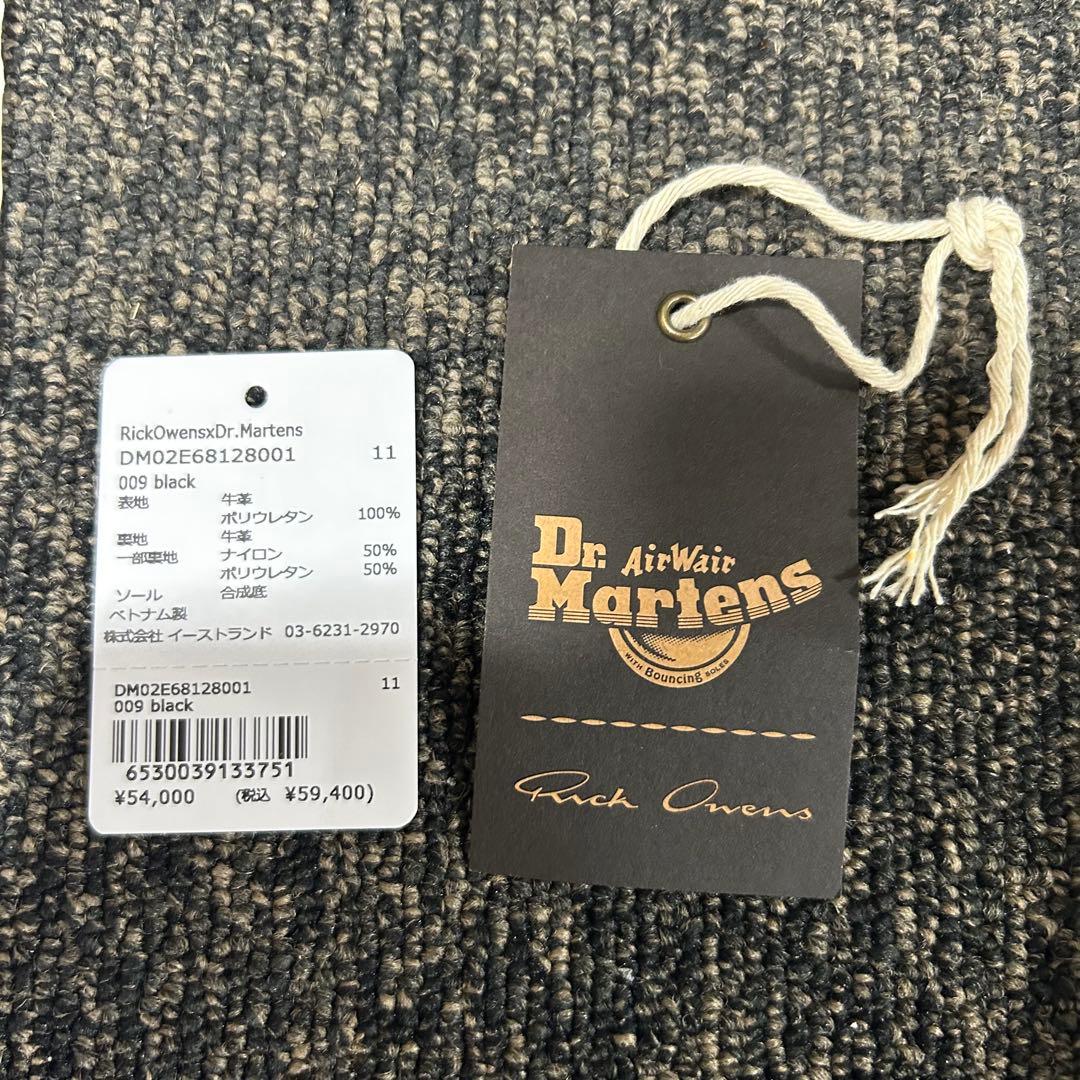 RickOwensxDr.Martens
DM02E68128001 11
009 black
表地 牛革
ポリウレタン 100%
裏地 牛革
一部裏地 ナイロン 50%
ポリウレタン 50%
ソール 合成底
ベトナム製
株式会社 イーストランド 03-6231-2970
DM02E68128001 11
009 black
6530039133751
¥54,000 (税込 ¥59,400)
Dr. AirWair
Martens
WITH Bouncing SOLES
Rick Owens